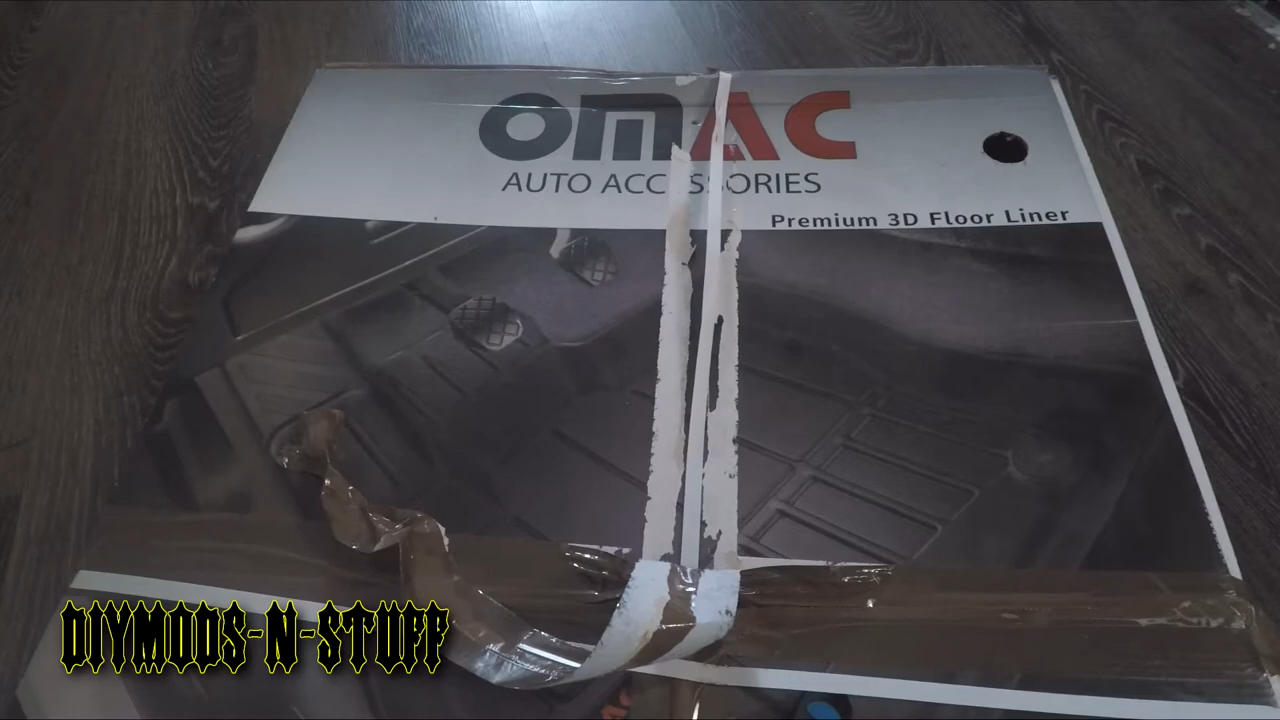 OMAC
AUTO ACCESSORIES
Premium 3D Floor Liner
DIYMODS-N-STUFF